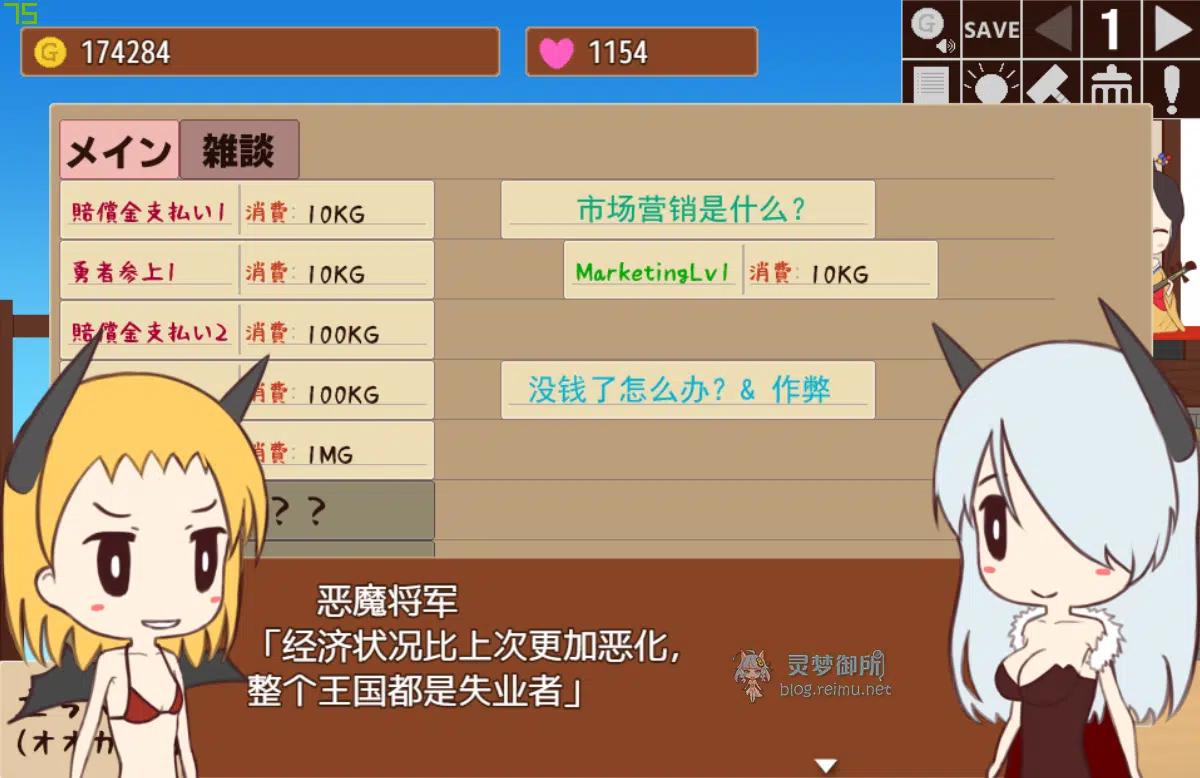 75
174284
1154
SAVE
1
メイン
雑談
賠償金支払い1 消費: 10KG
市场营销是什么?
勇者参上1 消費: 10KG
MarketingLv1 消費: 10KG
賠償金支払い2 消費: 100KG
消費: 100KG
没钱了怎么办? & 作弊
消費: 1MG
? ?
恶魔将军
「经济状况比上次更加恶化,
整个王国都是失业者」
灵梦御所
blog.reimu.net
(オオカ